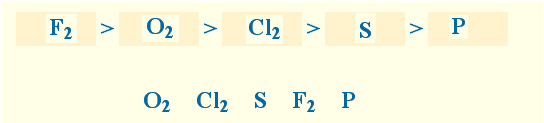 F₂ > O₂ > Cl₂ > S > P
O₂ Cl₂ S F₂ P